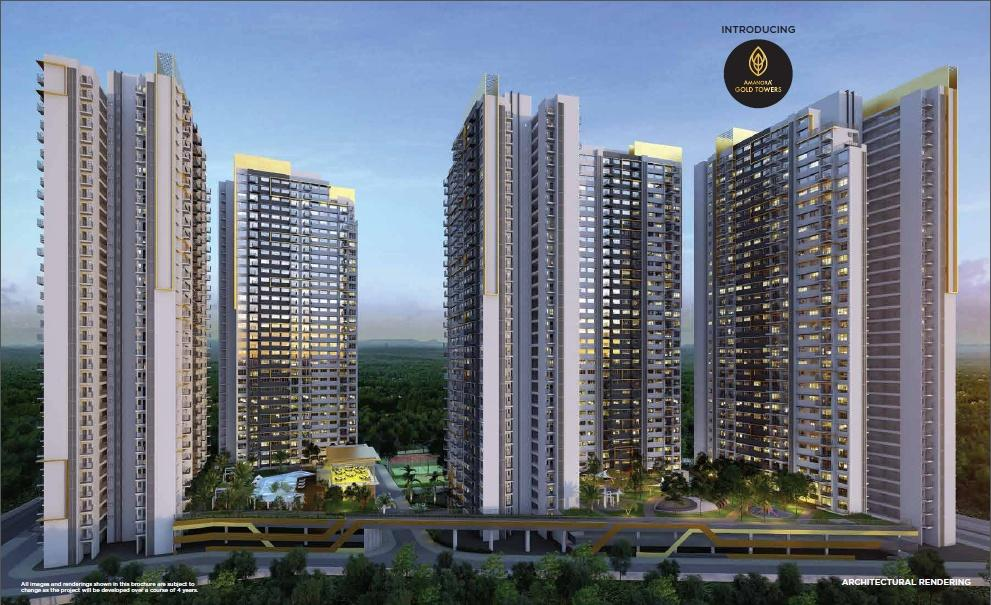 INTRODUCING
AMANORA
GOLD TOWERS
All images and renderings shown in this brochure are subject to
change as the project will be developed over a course of 4 years.
ARCHITECTURAL RENDERING